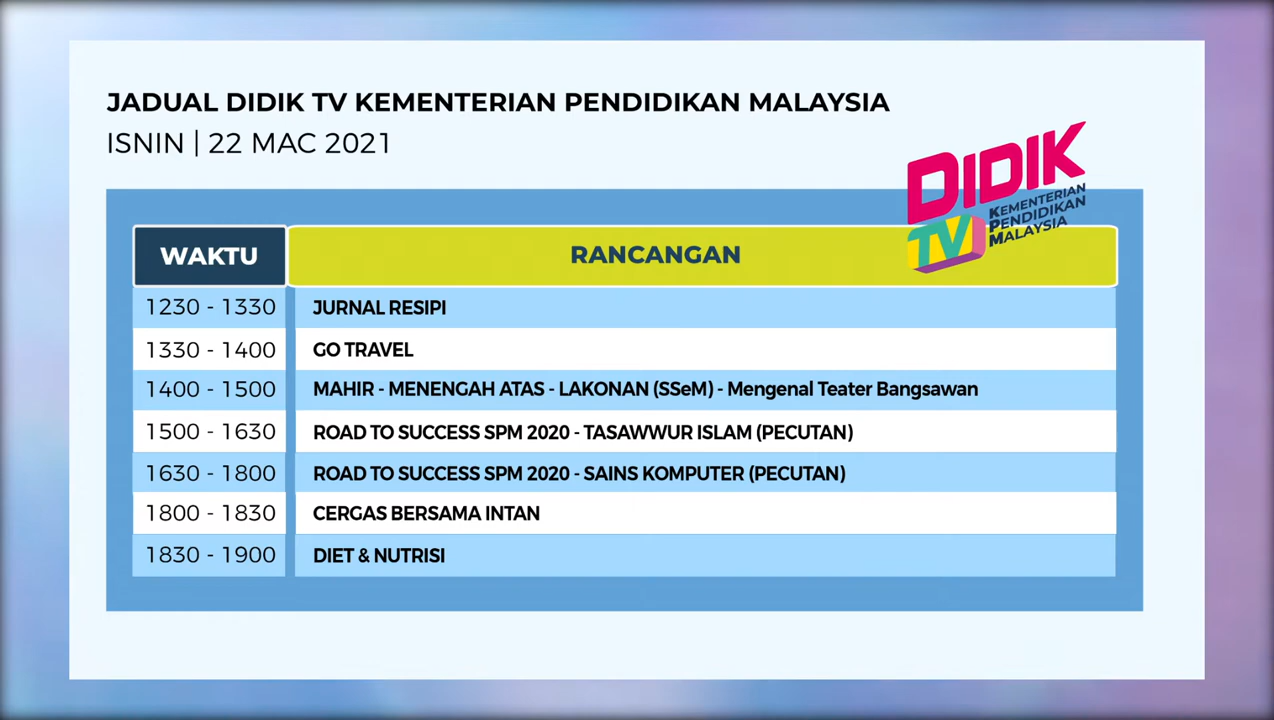 JADUAL DIDIK TV KEMENTERIAN PENDIDIKAN MALAYSIA
ISNIN | 22 MAC 2021
DIDIK
TV
KEMENTERIAN
PENDIDIKAN
MALAYSIA
WAKTU RANCANGAN
1230 - 1330 JURNAL RESIPI
1330 - 1400 GO TRAVEL
1400 - 1500 MAHIR - MENENGAH ATAS - LAKONAN (SSeM) - Mengenal Teater Bangsawan
1500 - 1630 ROAD TO SUCCESS SPM 2020 - TASAWWUR ISLAM (PECUTAN)
1630 - 1800 ROAD TO SUCCESS SPM 2020 - SAINS KOMPUTER (PECUTAN)
1800 - 1830 CERGAS BERSAMA INTAN
1830 - 1900 DIET & NUTRISI